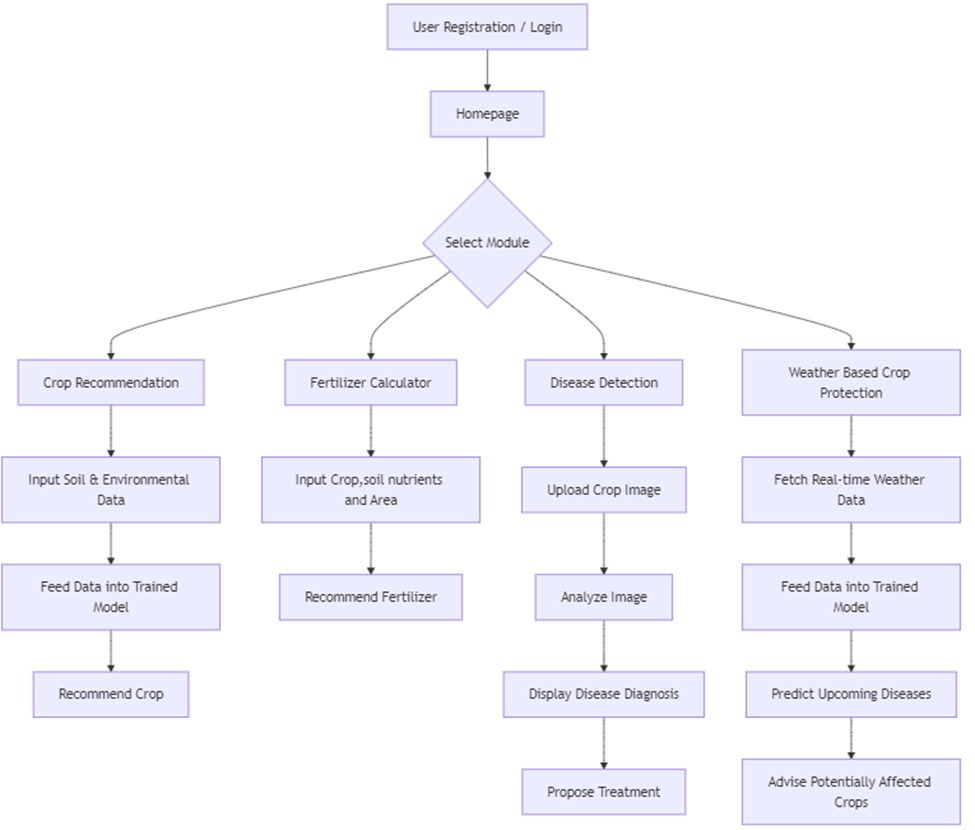 User Registration / Login
Homepage
Select Module
Crop Recommendation
Input Soil & Environmental
Data
Feed Data into Trained
Model
Recommend Crop
Fertilizer Calculator
Input Crop,soil nutrients
and Area
Recommend Fertilizer
Disease Detection
Upload Crop Image
Analyze Image
Display Disease Diagnosis
Propose Treatment
Weather Based Crop
Protection
Fetch Real-time Weather
Data
Feed Data into Trained
Model
Predict Upcoming Diseases
Advise Potentially Affected
Crops